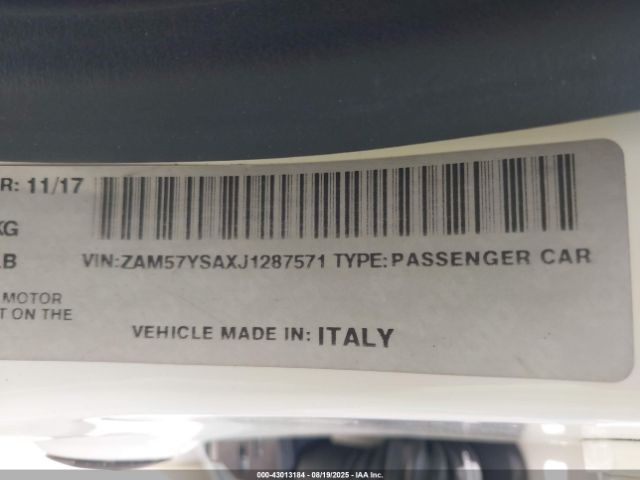 R: 11/17
KG
LB
VIN:ZAM57YSAXJ1287571 TYPE:PASSENGER CAR
MOTOR
T ON THE
VEHICLE MADE IN: ITALY
000-43013184 - 08/19/2025 - IAA Inc.